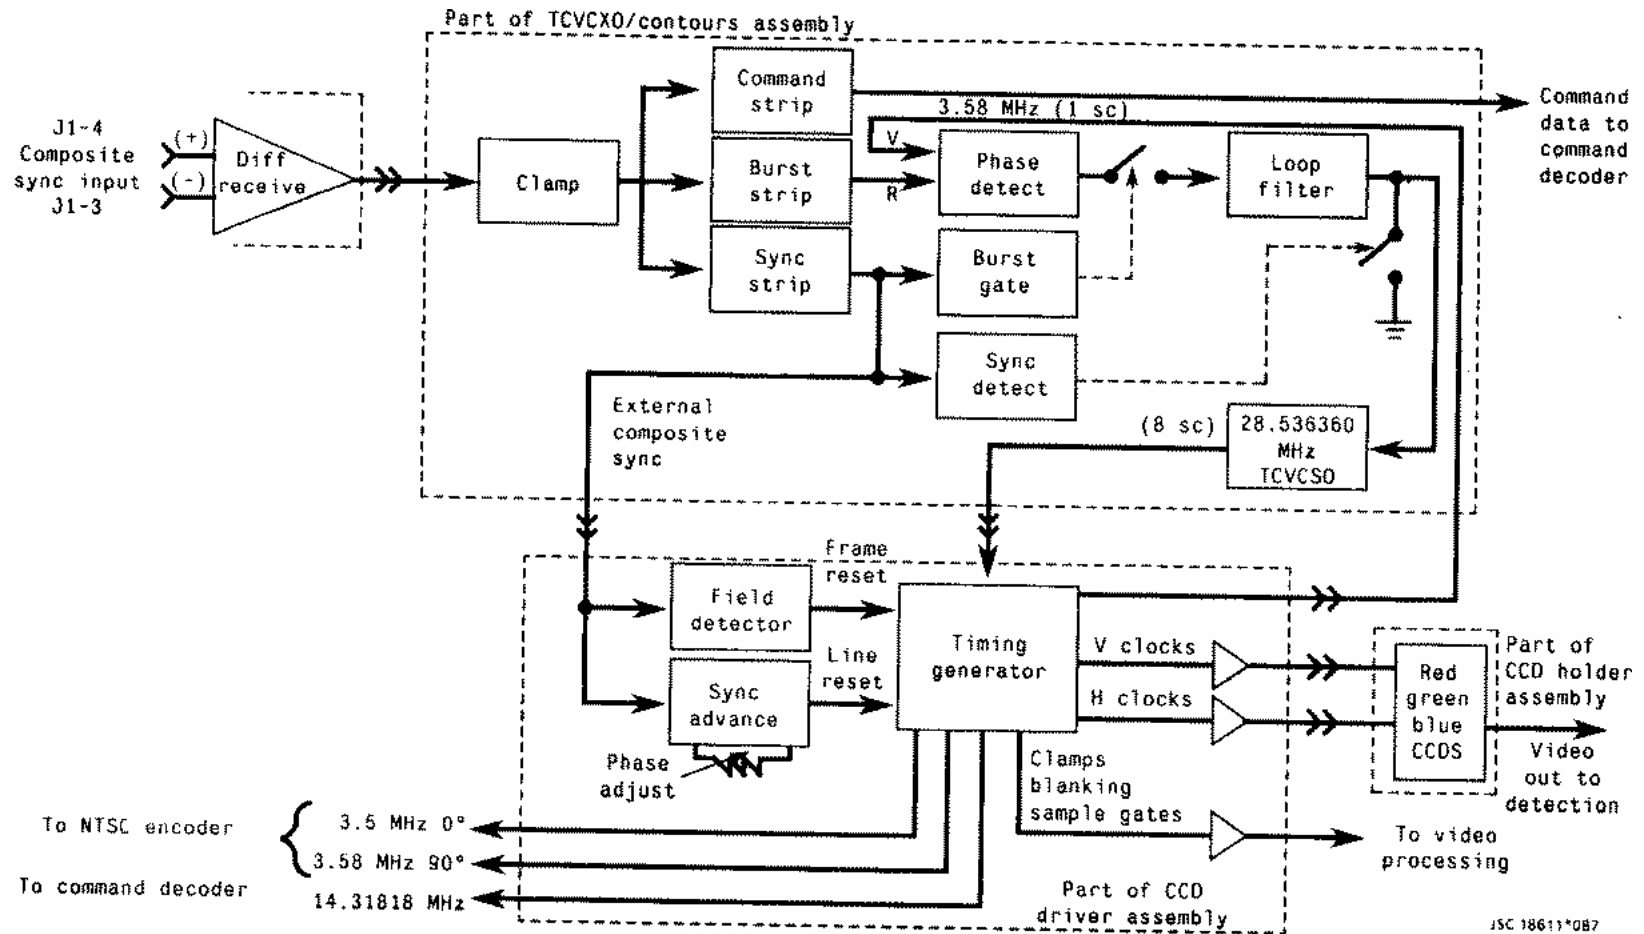 Part of TCVCXO/contours assembly
J1-4
Composite
sync input
J1-3
(+)
(-)
Diff
receive
Clamp
Command
strip
Burst
strip
Sync
strip
3.58 MHz (1 sc)
V
R
Phase
detect
Burst
gate
Sync
detect
Loop
filter
Command
data to
command
decoder
External
composite
sync
(8 sc)
28.536360
MHz
TCVCSO
Frame
reset
Field
detector
Line
reset
Sync
advance
Phase
adjust
Timing
generator
V clocks
H clocks
Clamps
blanking
sample gates
Red
green
blue
CCDS
Part of
CCD holder
assembly
Video
out to
detection
To video
processing
To NTSC encoder
3.5 MHz 0°
3.58 MHz 90°
To command decoder
14.31818 MHz
Part of CCD
driver assembly
JSC 18611*087